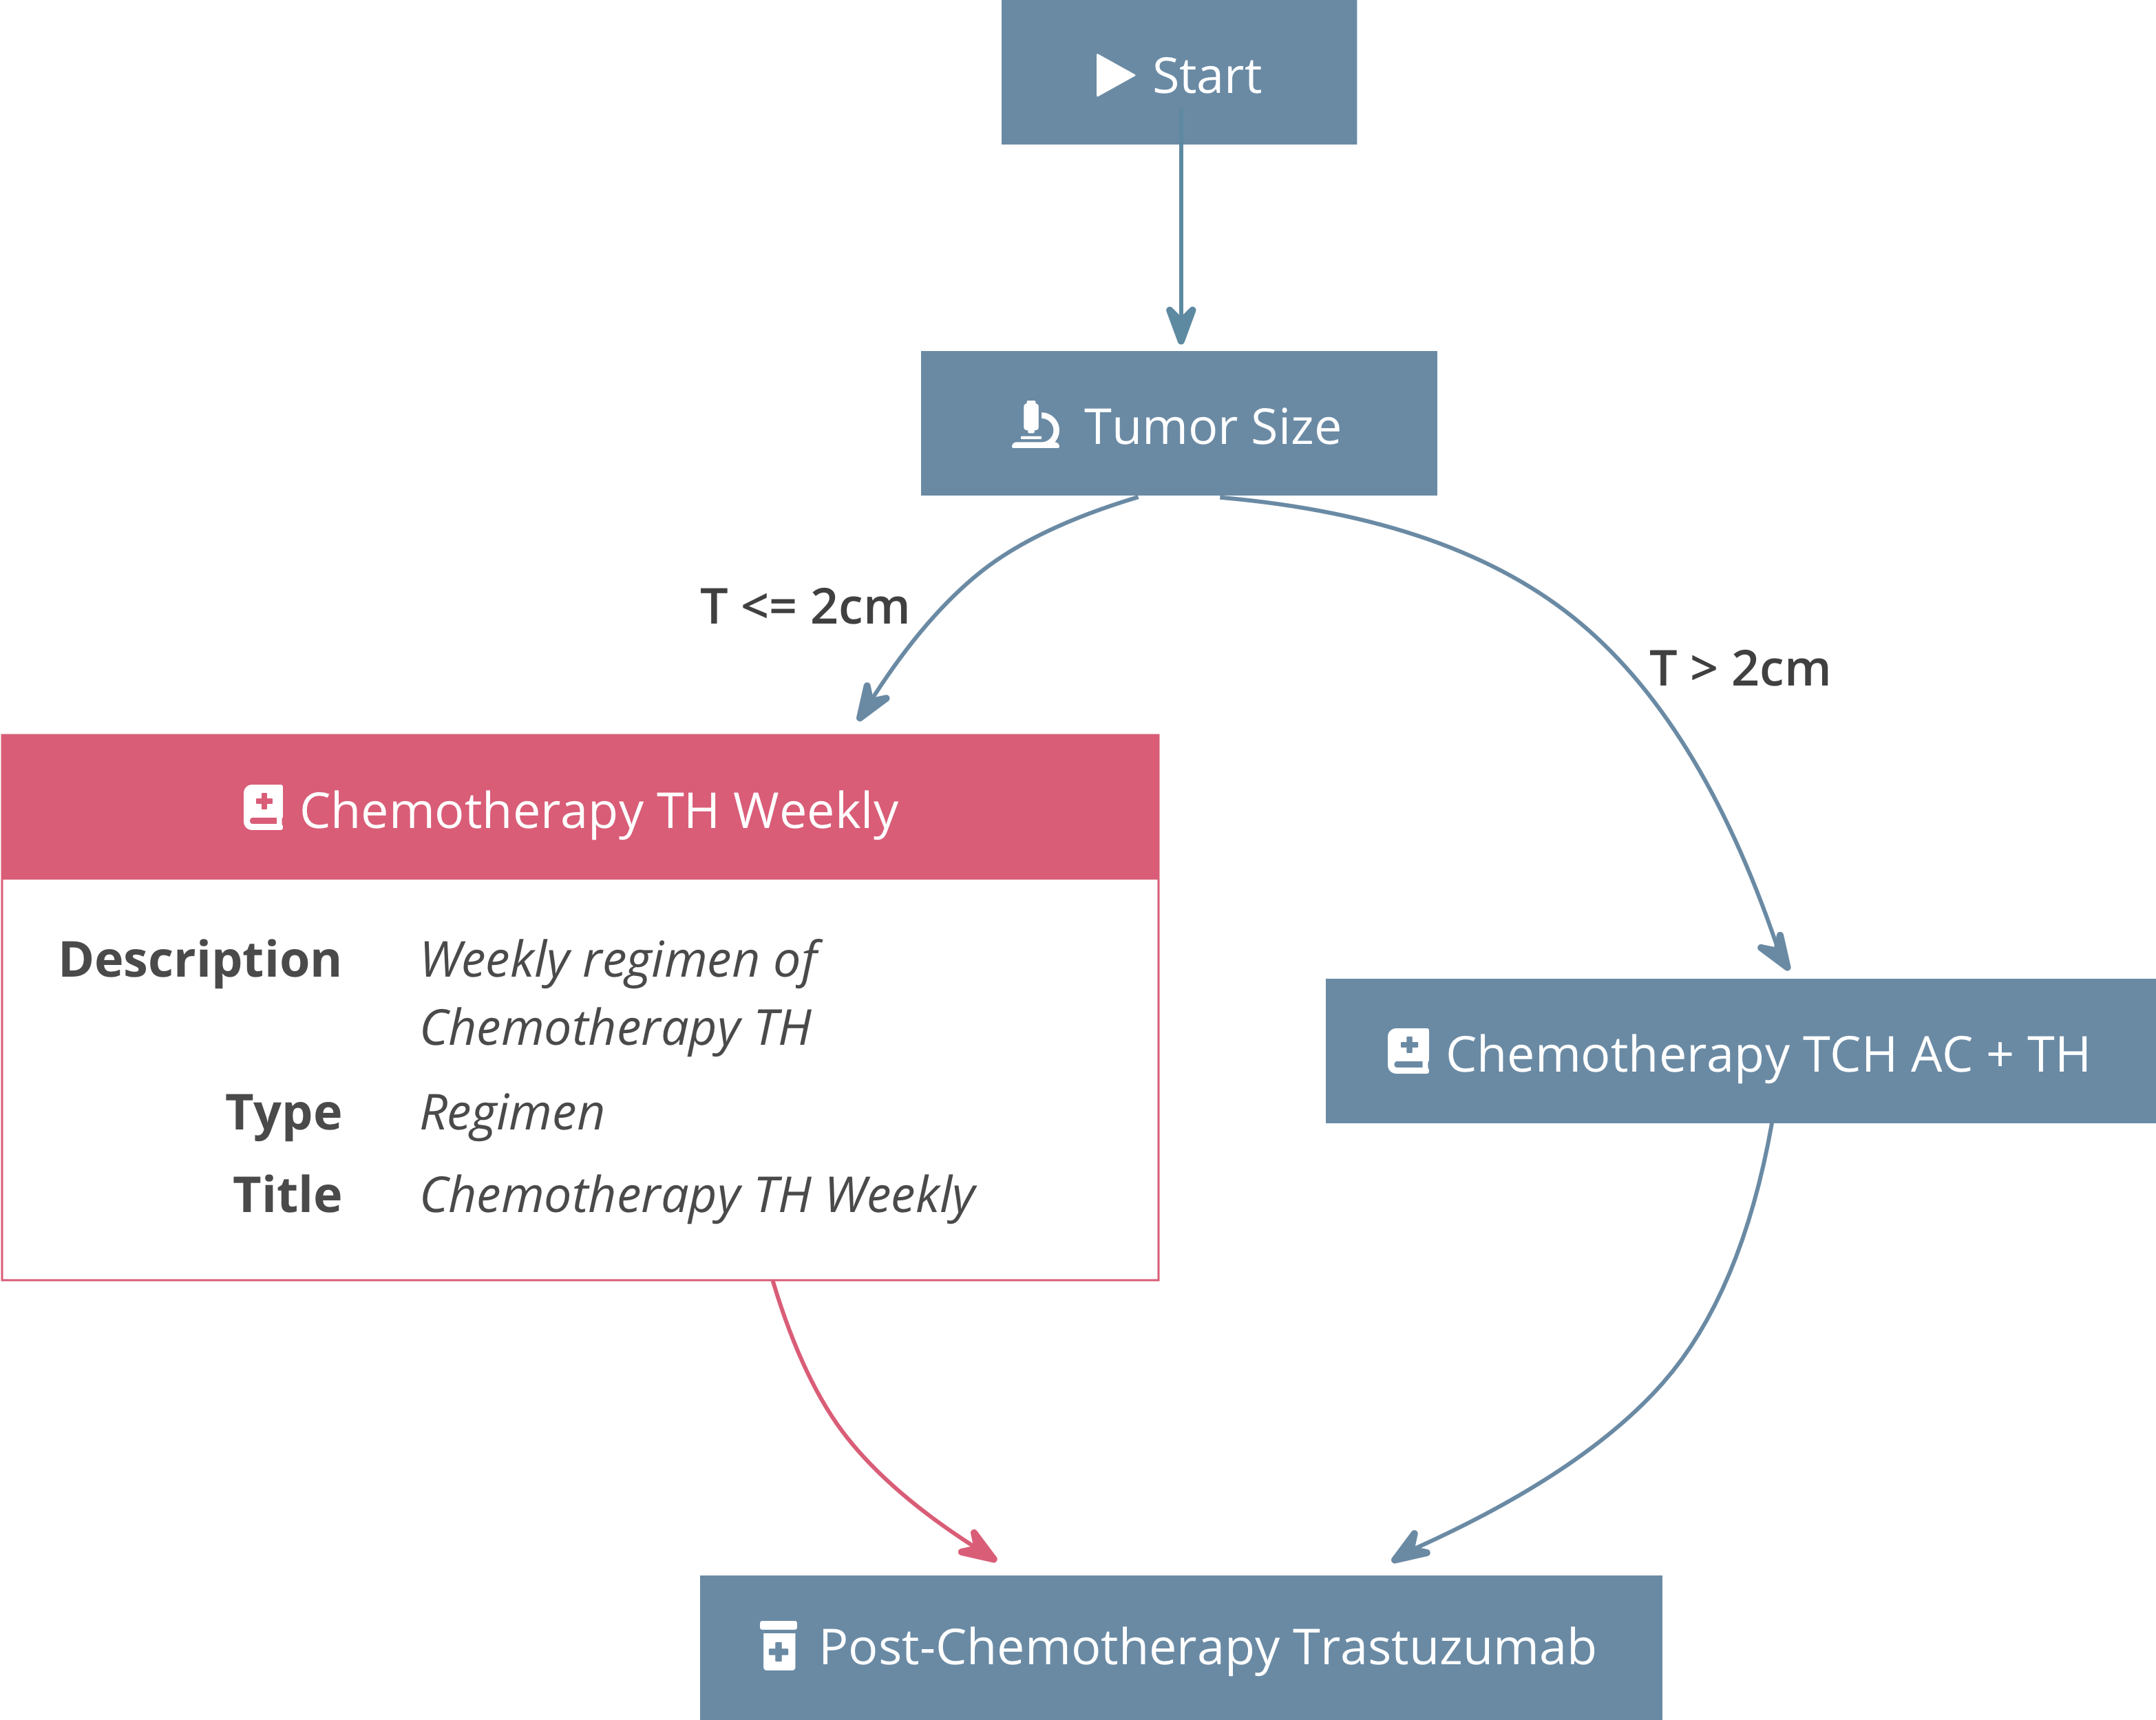 Start
Tumor Size
T <= 2cm
T > 2cm
Chemotherapy TH Weekly
Description Weekly regimen of
Chemotherapy TH
Type Regimen
Title Chemotherapy TH Weekly
Chemotherapy TCH AC + TH
Post-Chemotherapy Trastuzumab